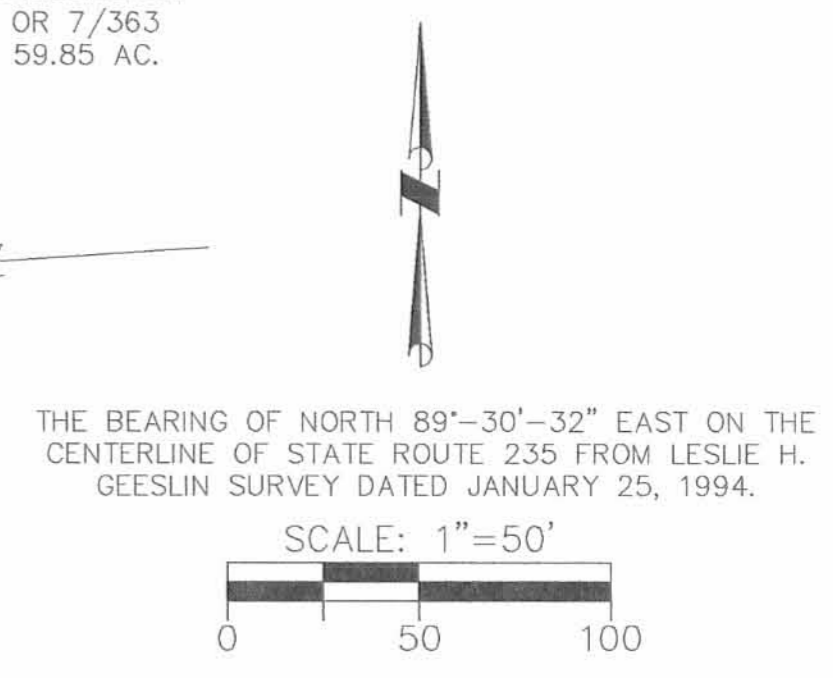 OR 7/363
59.85 AC.
N
THE BEARING OF NORTH 89°-30'-32" EAST ON THE
CENTERLINE OF STATE ROUTE 235 FROM LESLIE H.
GEESLIN SURVEY DATED JANUARY 25, 1994.
SCALE: 1"=50'
0 50 100